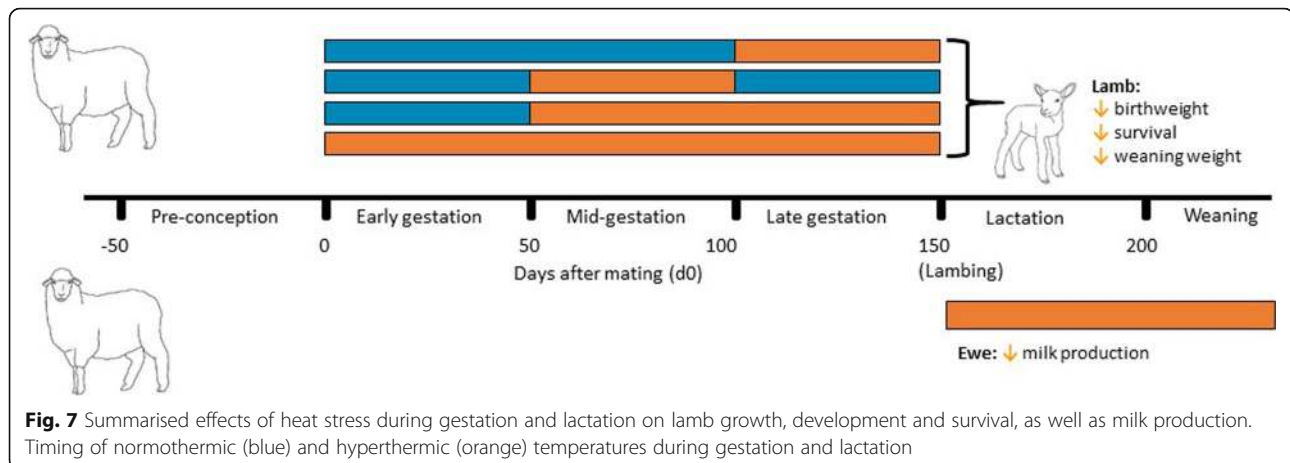 Lamb:
↓ birthweight
↓ survival
↓ weaning weight
Pre-conception Early gestation Mid-gestation Late gestation Lactation Weaning
-50 0 50 100 150 200
Days after mating (d0) (Lambing)
Ewe: ↓ milk production
Fig. 7 Summarised effects of heat stress during gestation and lactation on lamb growth, development and survival, as well as milk production.
Timing of normothermic (blue) and hyperthermic (orange) temperatures during gestation and lactation